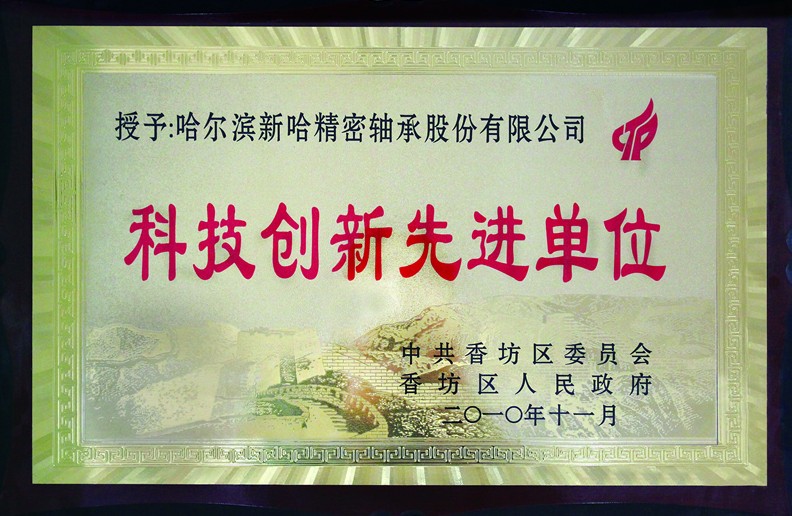 授予:哈尔滨新哈精密轴承股份有限公司
科技创新先进单位
中共香坊区委员会
香坊区人民政府
二〇一〇年十一月